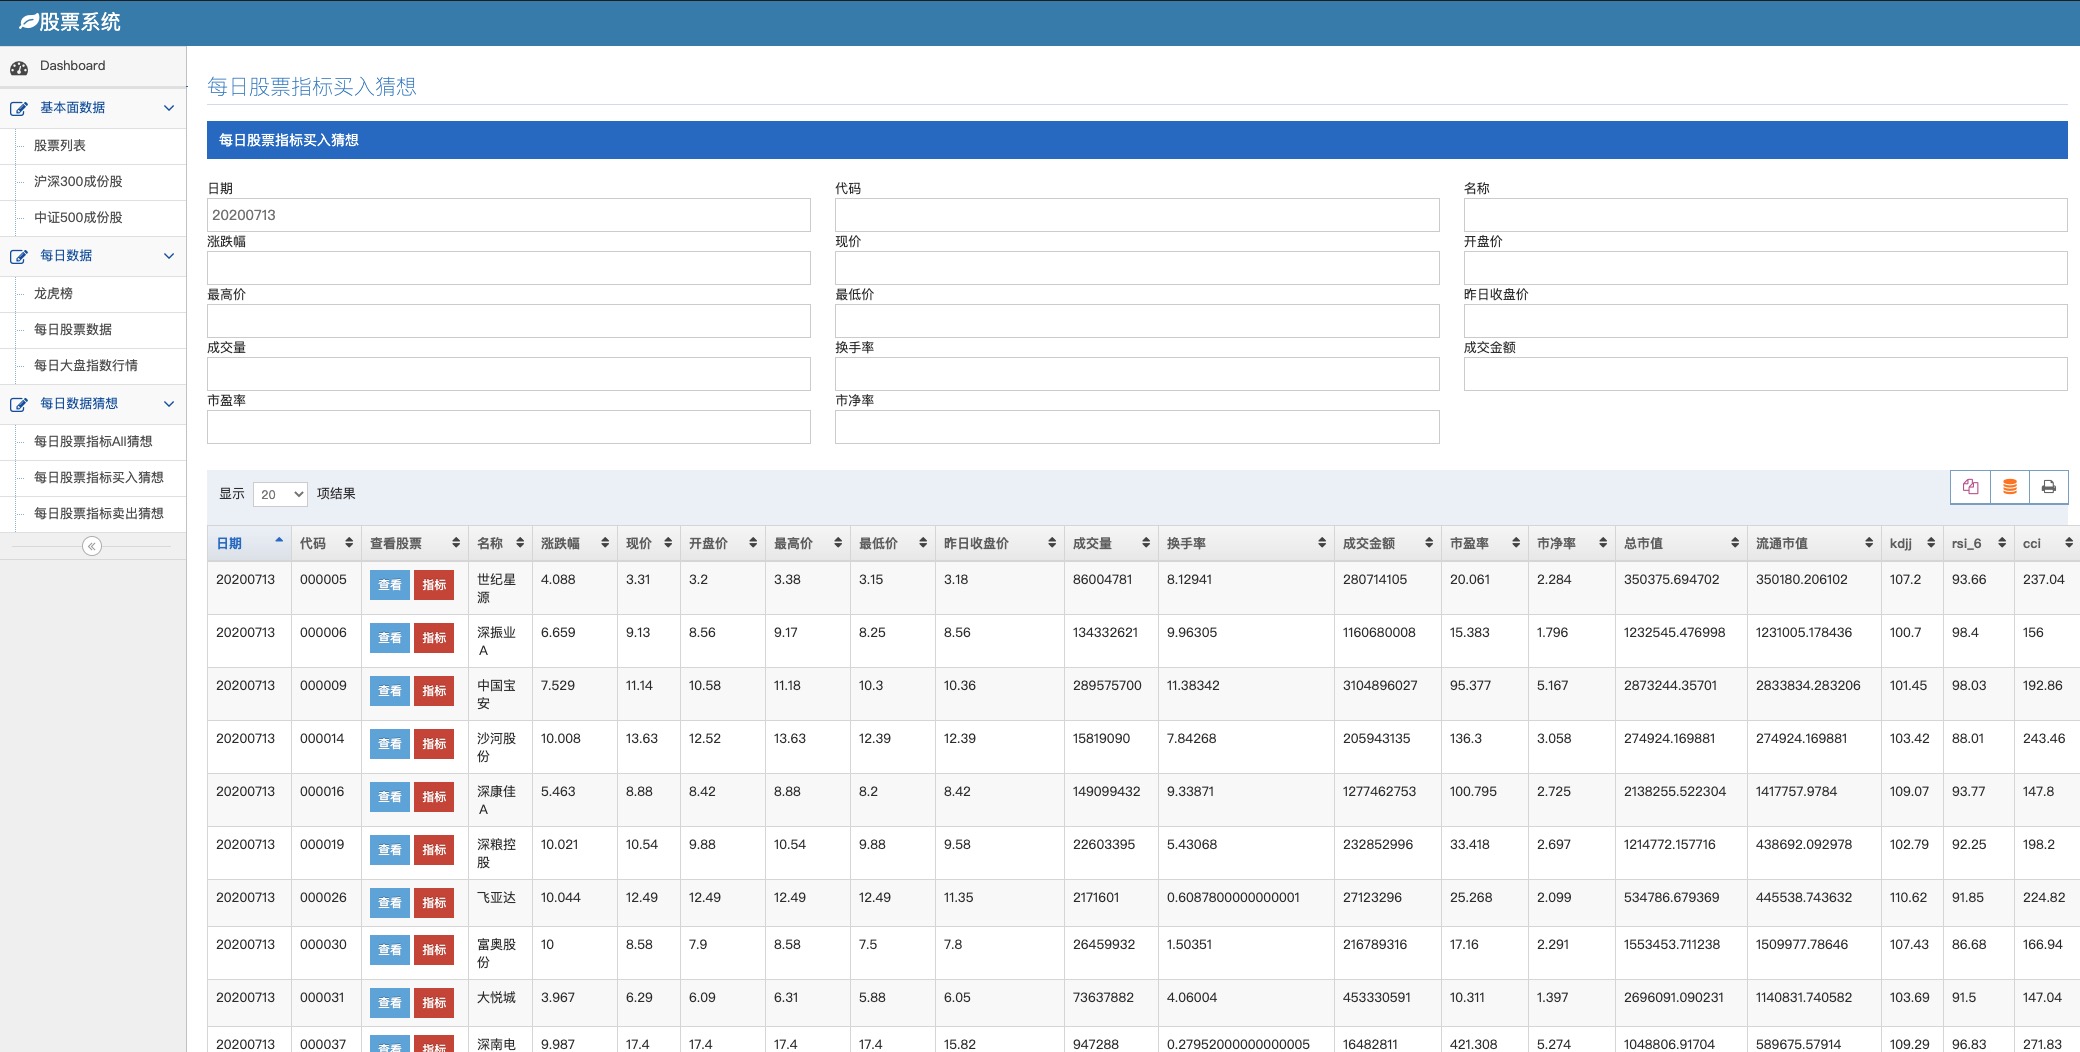 股票系统
Dashboard
基本面数据
股票列表
沪深300成份股
中证500成份股
每日数据
龙虎榜
每日股票数据
每日大盘指数行情
每日数据猜想
每日股票指标All猜想
每日股票指标买入猜想
每日股票指标卖出猜想
每日股票指标买入猜想
每日股票指标买入猜想
日期 代码 名称
20200713
涨跌幅 现价 开盘价
最高价 最低价 昨日收盘价
成交量 换手率 成交金额
市盈率 市净率
显示 20 项结果
日期 代码 查看股票 名称 涨跌幅 现价 开盘价 最高价 最低价 昨日收盘价 成交量 换手率 成交金额 市盈率 市净率 总市值 流通市值 kdjj rsi_6 cci
20200713 000005 查看 指标 世纪星源 4.088 3.31 3.2 3.38 3.15 3.18 86004781 8.12941 280714105 20.061 2.284 350375.694702 350180.206102 107.2 93.66 237.04
20200713 000006 查看 指标 深振业A 6.659 9.13 8.56 9.17 8.25 8.56 134332621 9.96305 1160680008 15.383 1.796 1232545.476998 1231005.178436 100.7 98.4 156
20200713 000009 查看 指标 中国宝安 7.529 11.14 10.58 11.18 10.3 10.36 289575700 11.38342 3104896027 95.377 5.167 2873244.35701 2833834.283206 101.45 98.03 192.86
20200713 000014 查看 指标 沙河股份 10.008 13.63 12.52 13.63 12.39 12.39 15819090 7.84268 205943135 136.3 3.058 274924.169881 274924.169881 103.42 88.01 243.46
20200713 000016 查看 指标 深康佳A 5.463 8.88 8.42 8.88 8.2 8.42 149099432 9.33871 1277462753 100.795 2.725 2138255.522304 1417757.9784 109.07 93.77 147.8
20200713 000019 查看 指标 深粮控股 10.021 10.54 9.88 10.54 9.88 9.58 22603395 5.43068 232852996 33.418 2.697 1214772.157716 438692.092978 102.79 92.25 198.2
20200713 000026 查看 指标 飞亚达 10.044 12.49 12.49 12.49 12.49 11.35 2171601 0.6087800000000001 27123296 25.268 2.099 534786.679369 445538.743632 110.62 91.85 224.82
20200713 000030 查看 指标 富奥股份 10 8.58 7.9 8.58 7.5 7.8 26459932 1.50351 216789316 17.16 2.291 1553453.711238 1509977.78646 107.43 86.68 166.94
20200713 000031 查看 指标 大悦城 3.967 6.29 6.09 6.31 5.88 6.05 73637882 4.06004 453330591 10.311 1.397 2696091.090231 1140831.740582 103.69 91.5 147.04
20200713 000037 查看 指标 深南电 9.987 17.4 17.4 17.4 17.4 15.82 947288 0.27952000000000005 16482811 421.308 5.274 1048806.91704 589675.57914 109.29 96.83 271.83